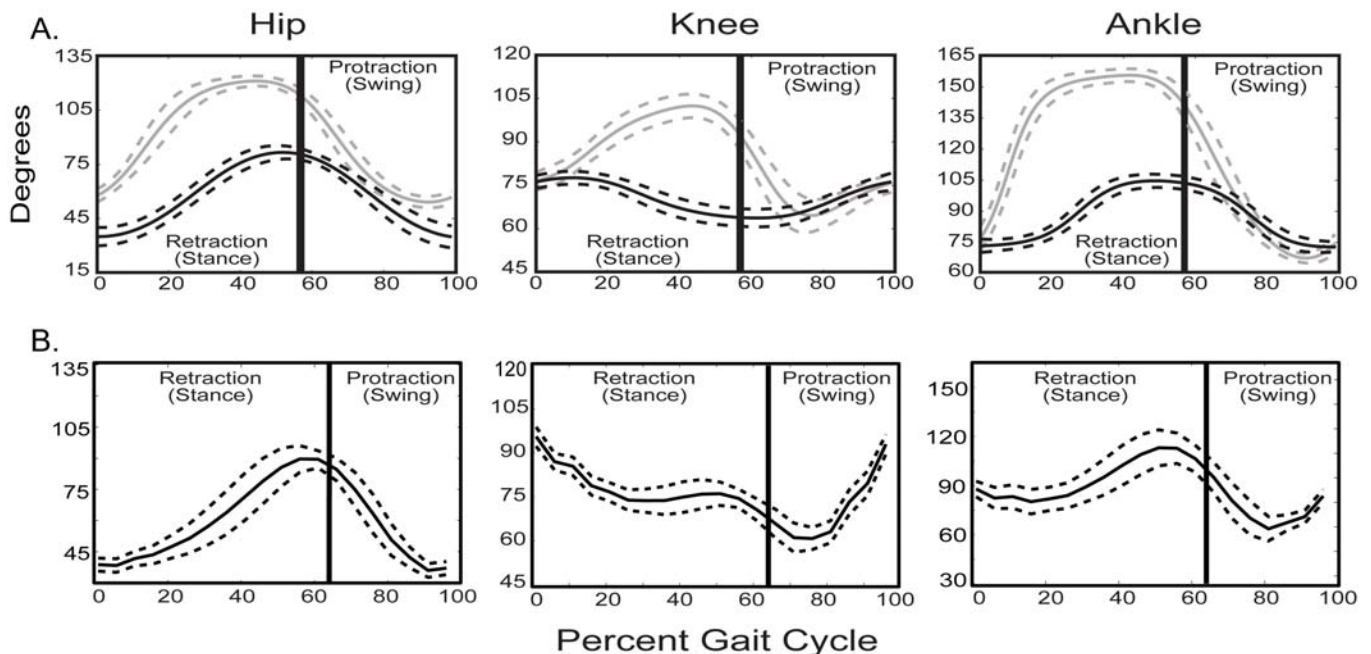 A.
Hip
Knee
Ankle
Degrees
135
105
75
45
15
Protraction
(Swing)
Retraction
(Stance)
0 20 40 60 80 100
120
105
90
75
60
45
Protraction
(Swing)
Retraction
(Stance)
0 20 40 60 80 100
165
150
135
120
105
90
75
60
Protraction
(Swing)
Retraction
(Stance)
0 20 40 60 80 100
B.
135
105
75
45
Retraction
(Stance)
Protraction
(Swing)
0 20 40 60 80 100
120
105
90
75
60
45
Retraction
(Stance)
Protraction
(Swing)
0 20 40 60 80 100
150
120
90
60
30
Retraction
(Stance)
Protraction
(Swing)
0 20 40 60 80 100
Percent Gait Cycle